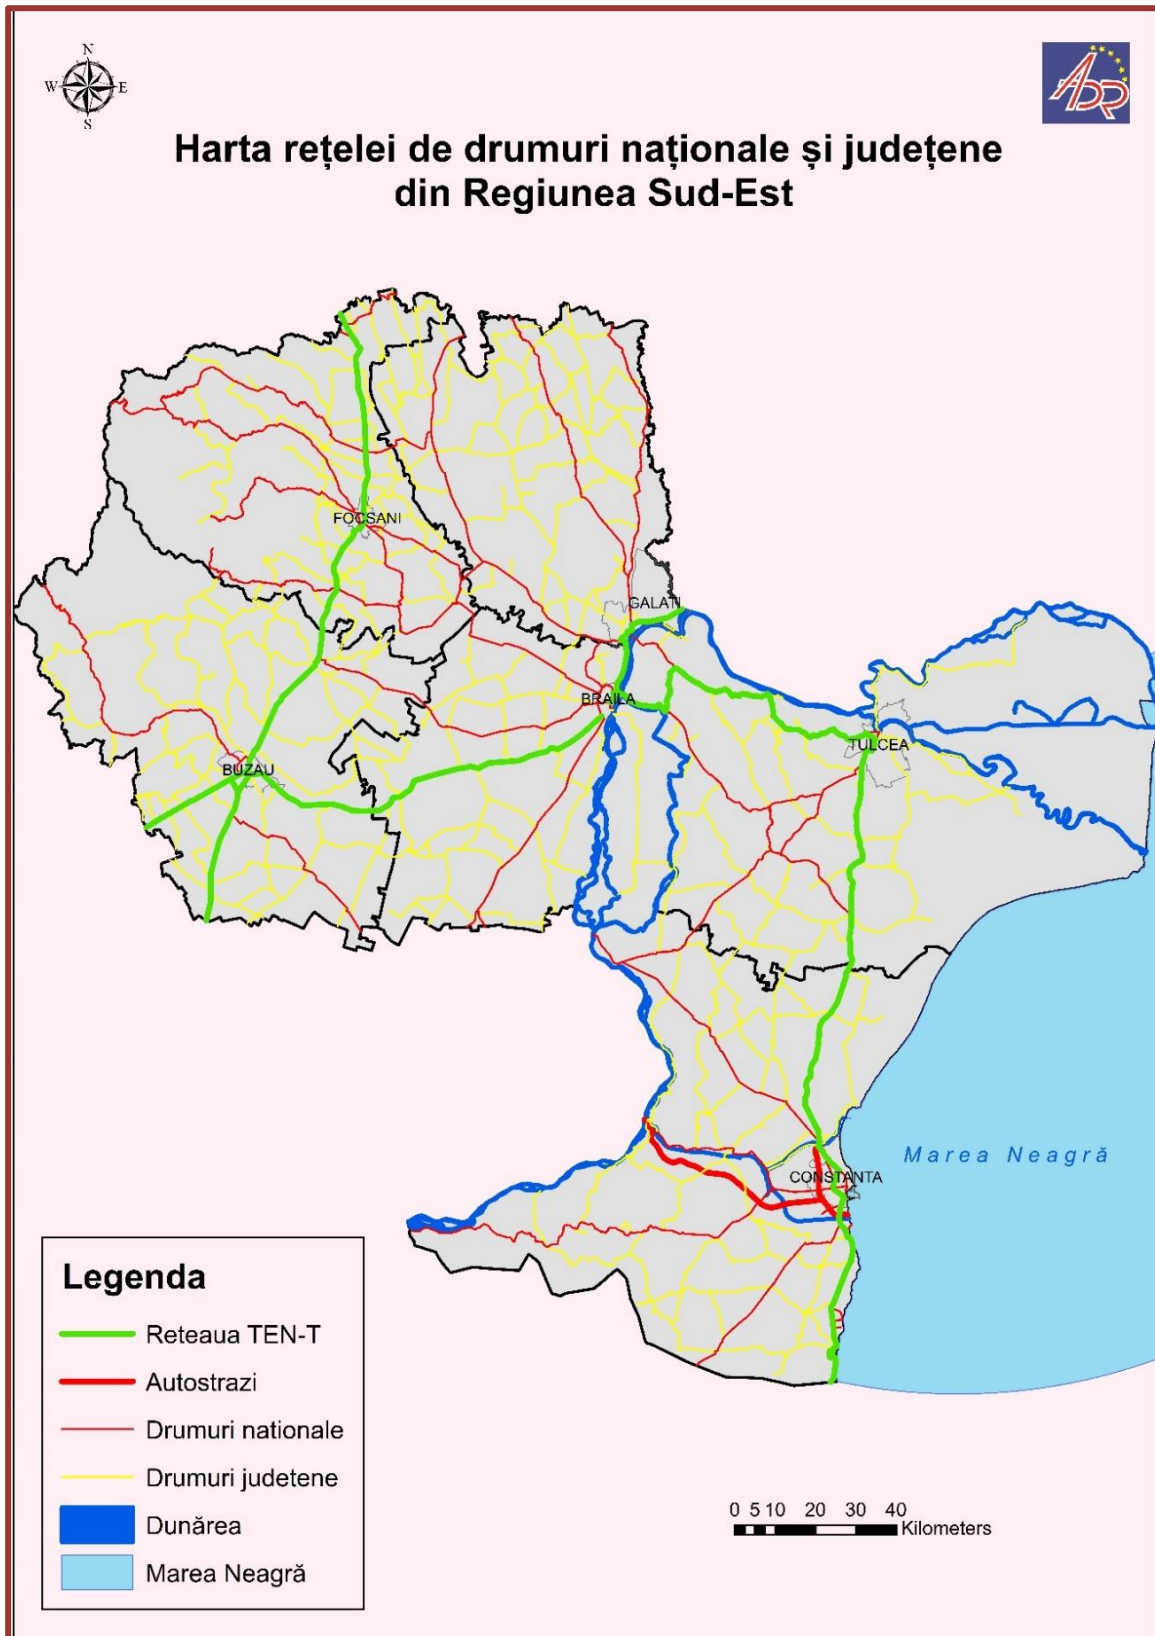 N
W E
S
ADR
Harta rețelei de drumuri naționale și județene
din Regiunea Sud-Est
FOCSANI
GALATI
BRAILA
TULCEA
BUZAU
Marea Neagră
CONSTANTA
Legenda
Reteaua TEN-T
Autostrazi
Drumuri nationale
Drumuri judetene
Dunărea
Marea Neagră
0 5 10 20 30 40
Kilometers